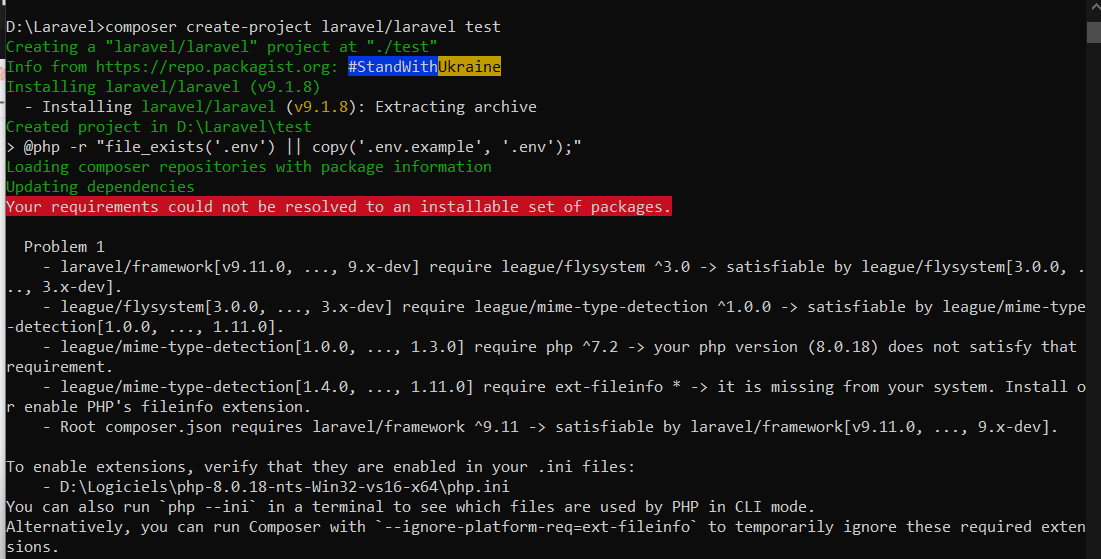 D:\Laravel>composer create-project laravel/laravel test
Creating a "laravel/laravel" project at "./test"
Info from https://repo.packagist.org: #StandWithUkraine
Installing laravel/laravel (v9.1.8)
  - Installing laravel/laravel (v9.1.8): Extracting archive
Created project in D:\Laravel\test
> @php -r "file_exists('.env') || copy('.env.example', '.env');"
Loading composer repositories with package information
Updating dependencies
Your requirements could not be resolved to an installable set of packages.

  Problem 1
    - laravel/framework[v9.11.0, ..., 9.x-dev] require league/flysystem ^3.0 -> satisfiable by league/flysystem[3.0.0, .
.., 3.x-dev].
    - league/flysystem[3.0.0, ..., 3.x-dev] require league/mime-type-detection ^1.0.0 -> satisfiable by league/mime-type
-detection[1.0.0, ..., 1.11.0].
    - league/mime-type-detection[1.0.0, ..., 1.3.0] require php ^7.2 -> your php version (8.0.18) does not satisfy that
requirement.
    - league/mime-type-detection[1.4.0, ..., 1.11.0] require ext-fileinfo * -> it is missing from your system. Install o
r enable PHP's fileinfo extension.
    - Root composer.json requires laravel/framework ^9.11 -> satisfiable by laravel/framework[v9.11.0, ..., 9.x-dev].

To enable extensions, verify that they are enabled in your .ini files:
    - D:\Logiciels\php-8.0.18-nts-Win32-vs16-x64\php.ini
You can also run `php --ini` in a terminal to see which files are used by PHP in CLI mode.
Alternatively, you can run Composer with `--ignore-platform-req=ext-fileinfo` to temporarily ignore these required exten
sions.